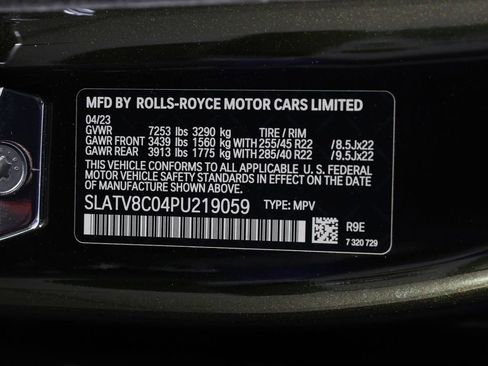 MFD BY ROLLS-ROYCE MOTOR CARS LIMITED
04/23
GVWR 7253 lbs 3290 kg TIRE / RIM
GAWR FRONT 3439 lbs 1560 kg WITH 255/45 R22 / 8.5Jx22
GAWR REAR 3913 lbs 1775 kg WITH 285/40 R22 / 9.5Jx22
THIS VEHICLE CONFORMS TO ALL APPLICABLE U.S. FEDERAL
MOTOR VEHICLE SAFETY STANDARDS IN EFFECT ON THE
DATE OF MANUFACTURE SHOWN ABOVE.
SLATV8C04PU219059 TYPE: MPV
R9E
7 320 729